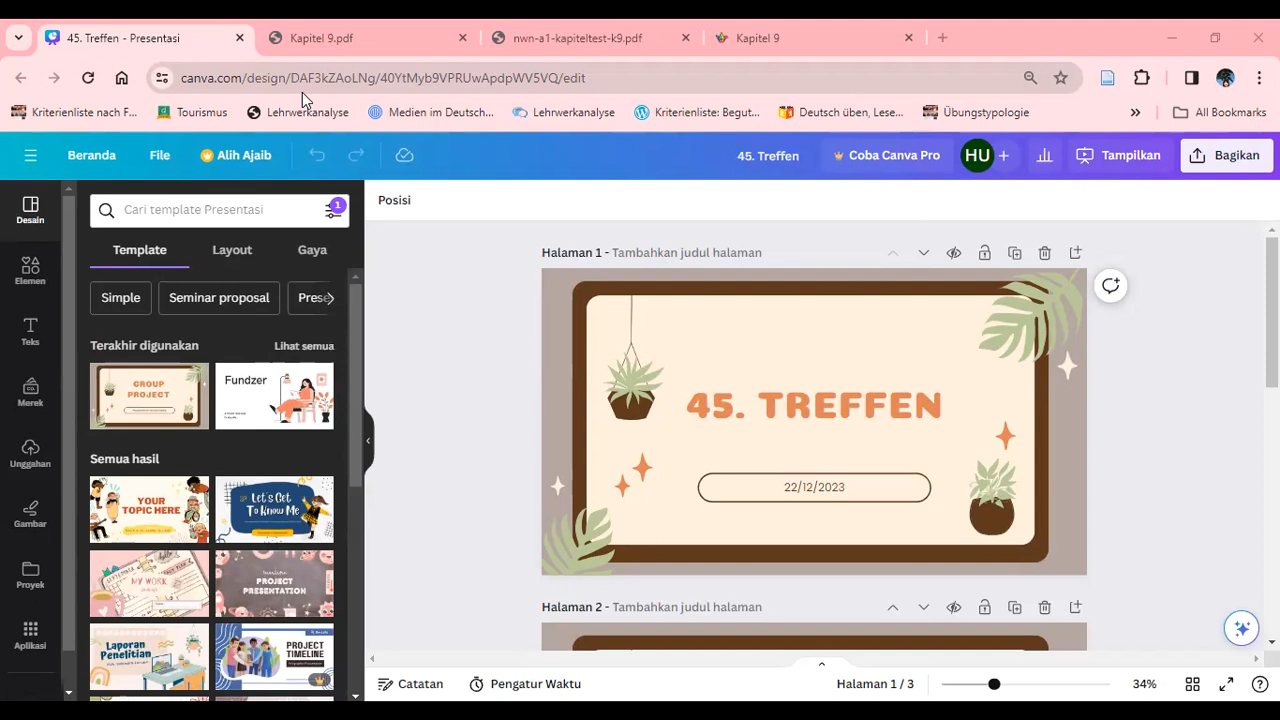 45. Treffen - Presentasi
Kapitel 9.pdf
nwn-a1-kapiteltest-k9.pdf
Kapitel 9
canva.com/design/DAF3kZAoLNg/40YtMyb9VPRUwApdpWV5VQ/edit
Kriterienliste nach F...
Tourismus
Lehrwerkanalyse
Medien im Deutsch...
Lehrwerkanalyse
Kriterienliste: Begut...
Deutsch üben, Lese...
Übungstypologie
»
All Bookmarks
Beranda
File
Alih Ajaib
45. Treffen
Coba Canva Pro
HU
Tampilkan
Bagikan
Desain
Elemen
Teks
Merek
Unggahan
Gambar
Proyek
Aplikasi
Cari template Presentasi
1
Template
Layout
Gaya
Simple
Seminar proposal
Prese
Terakhir digunakan
Lihat semua
GROUP
PROJECT
Fundzer
Semua hasil
YOUR
TOPIC HERE
Let's Get
To Know Me
MY WORK
PROJECT
PRESENTATION
Laporan
Penelitian
PROJECT
TIMELINE
Posisi
Halaman 1 - Tambahkan judul halaman
45. TREFFEN
22/12/2023
Halaman 2 - Tambahkan judul halaman
Catatan
Pengatur Waktu
Halaman 1 / 3
34%